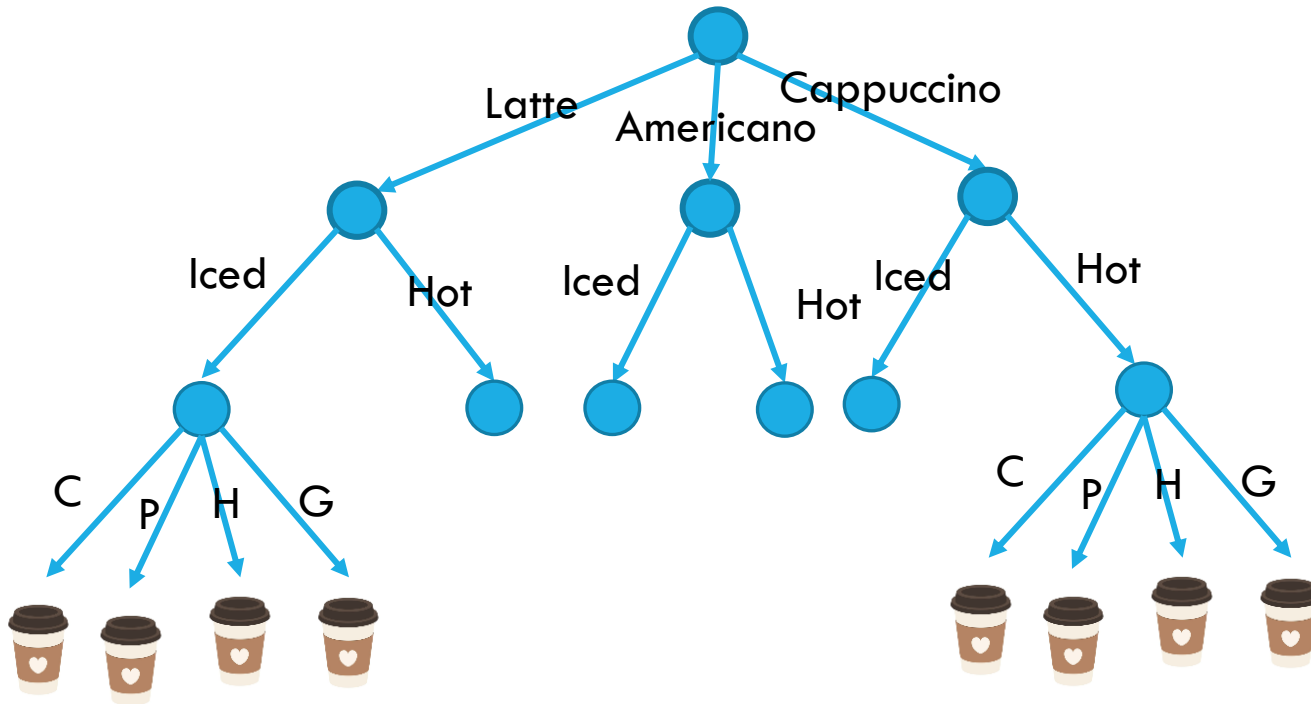 Latte
Americano
Cappuccino
Iced
Hot
Iced
Hot
Iced
Hot
C
P
H
G
C
P
H
G